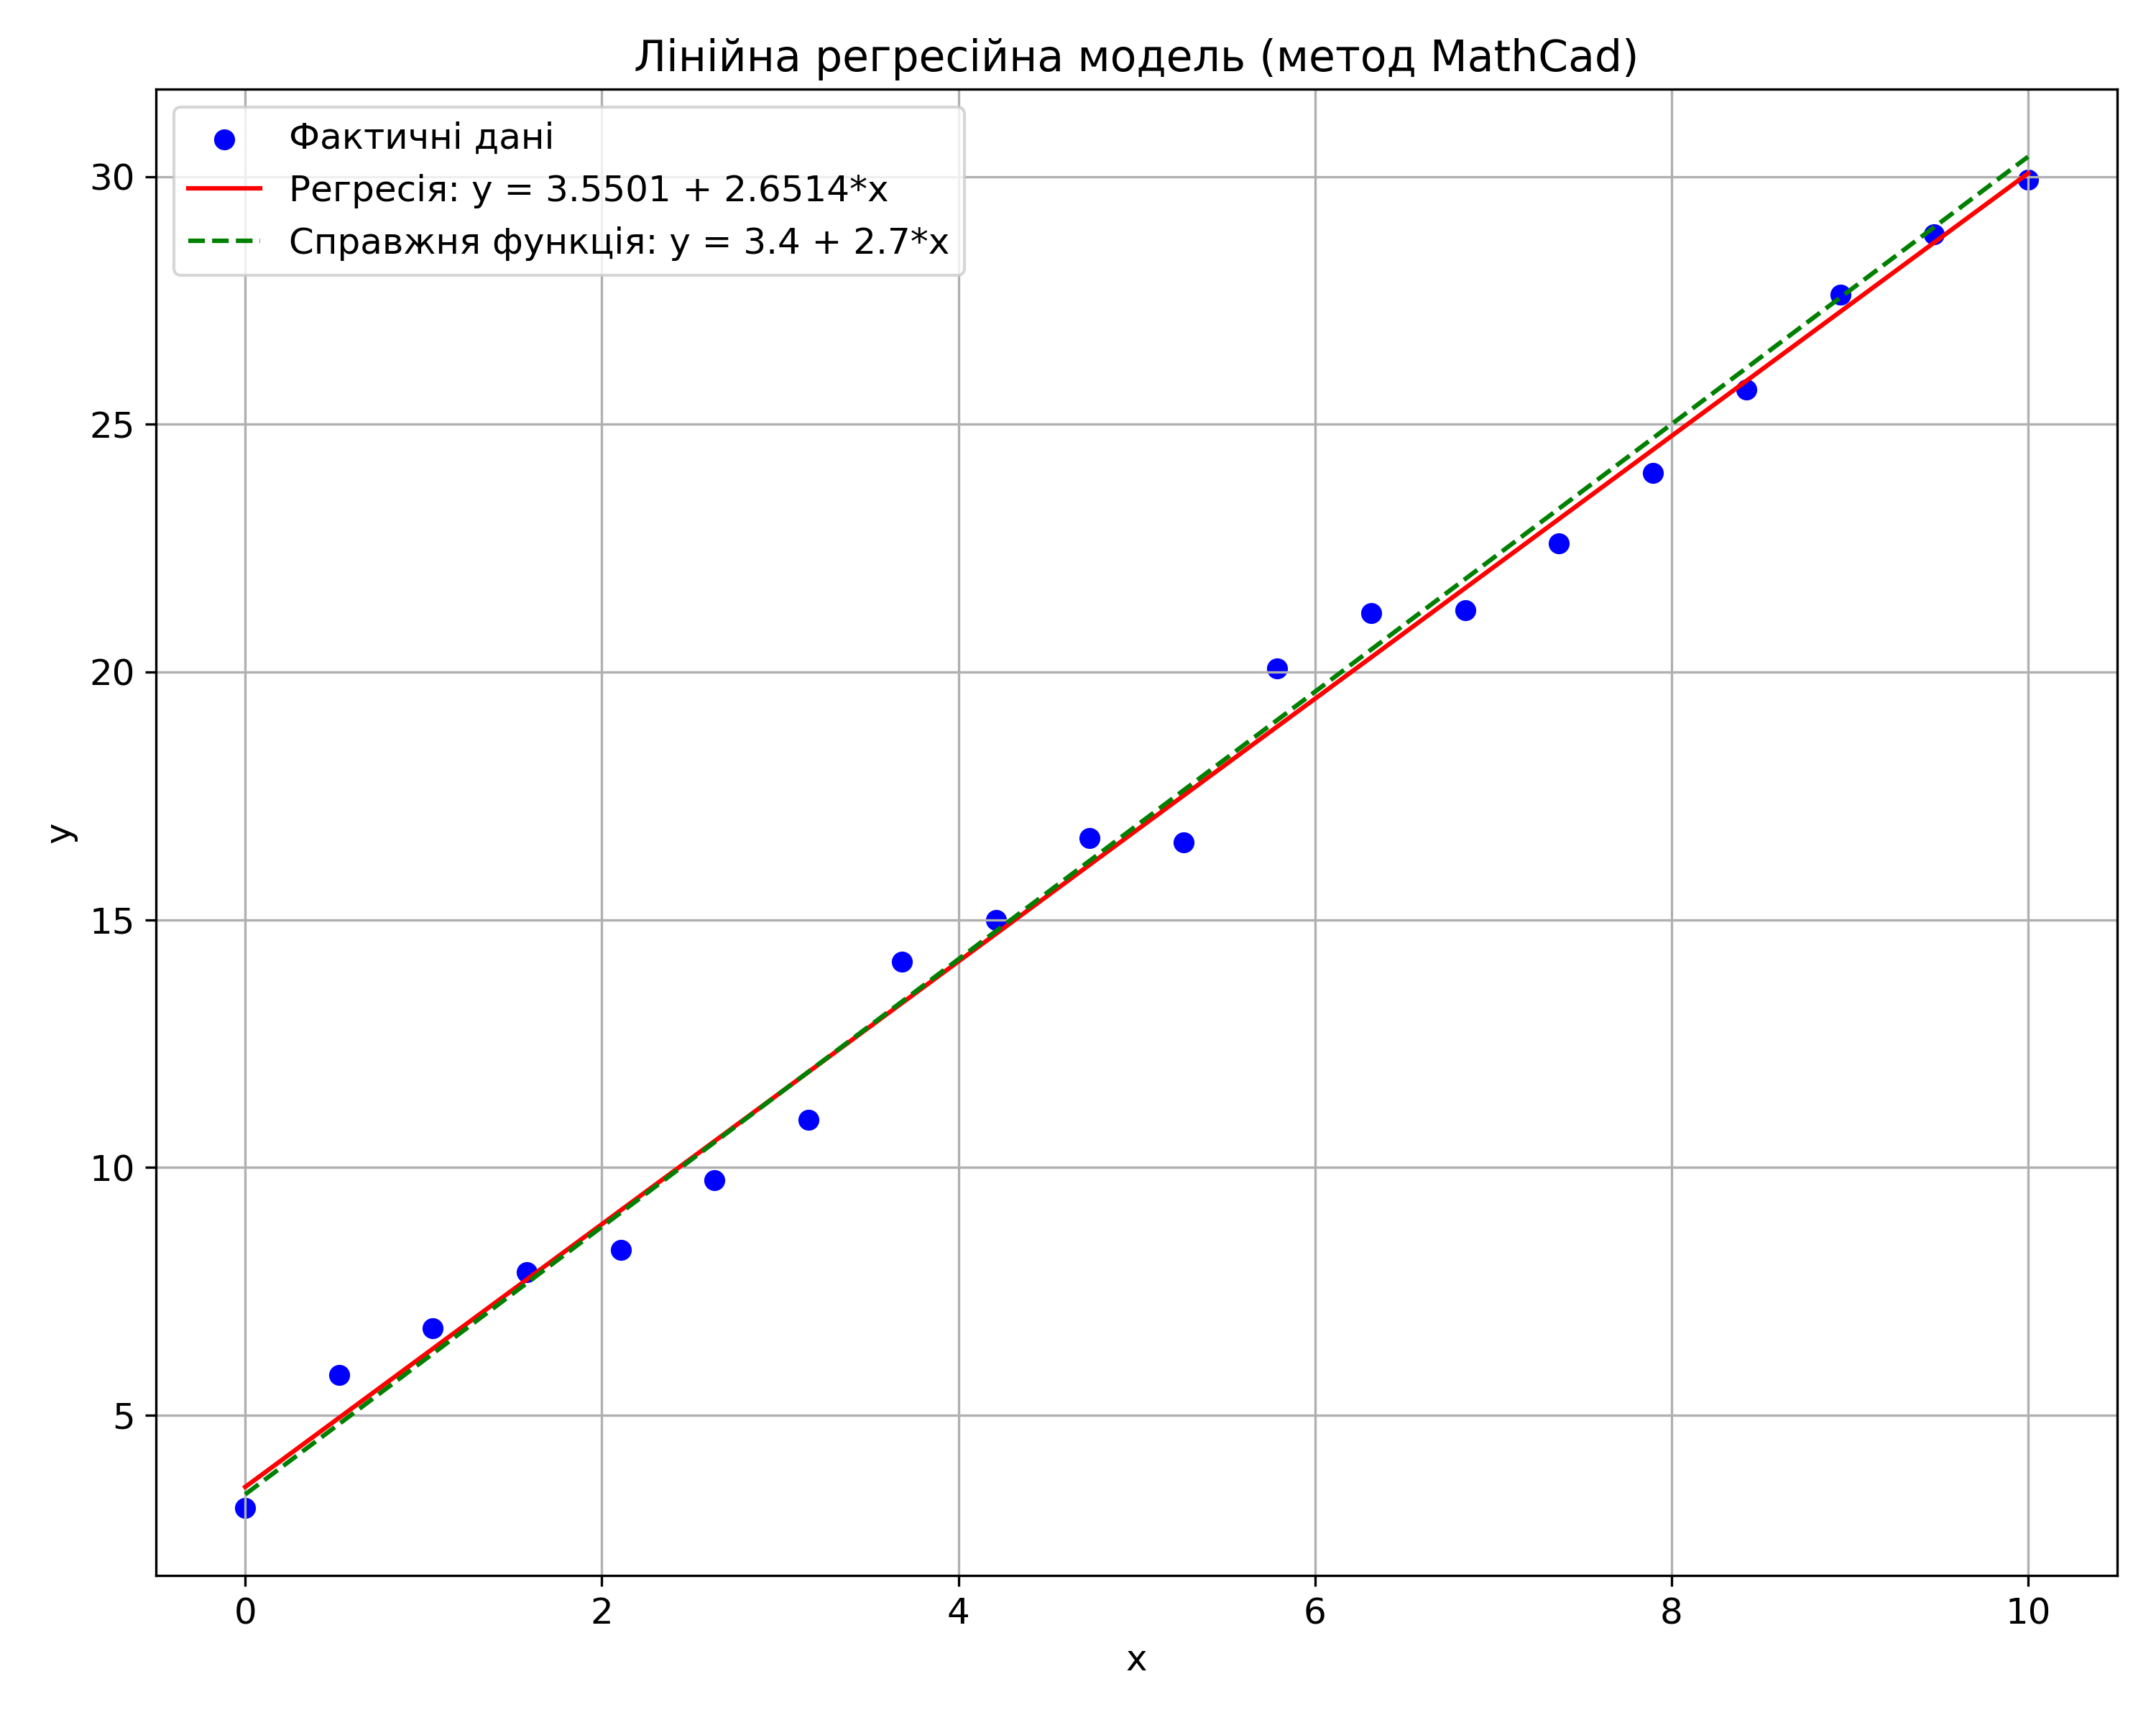 Лінійна регресійна модель (метод MathCad)
Фактичні дані
Регресія: y = 3.5501 + 2.6514*x
Справжня функція: y = 3.4 + 2.7*x
30
25
20
15
10
5
y
0 2 4 6 8 10
x